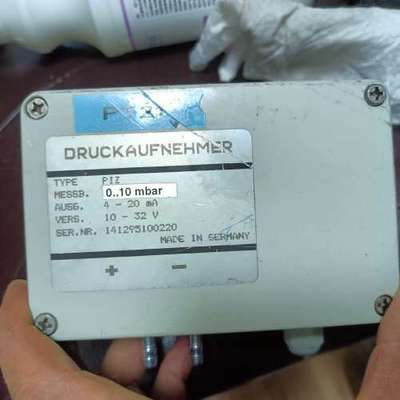 DRUCKAUFNEHMER
TYPE PIZ
MESSB. 0..10 mbar
AUSG. 4 - 20 mA
VERS. 10 - 32 V
SER.NR. 141295100220
MADE IN GERMANY
+ -